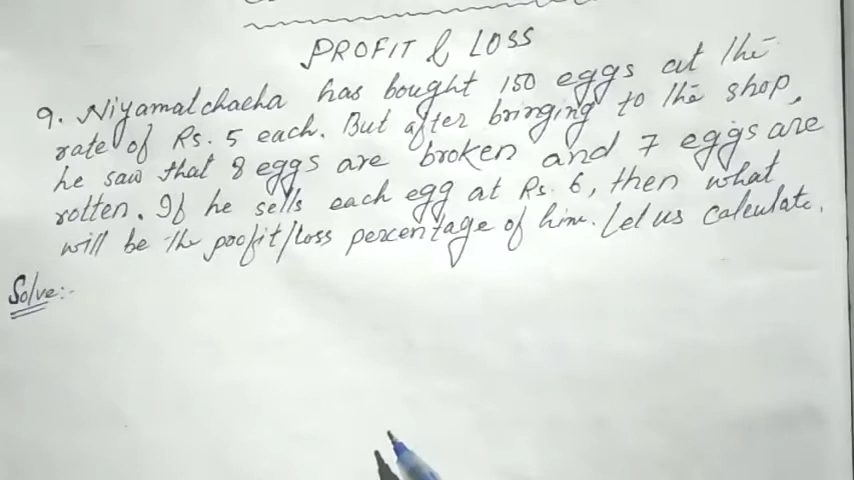 PROFIT & LOSS
9. Niyamatchacha has bought 150 eggs at the
rate of Rs. 5 each. But after bringing to the shop,
he saw that 8 eggs are broken and 7 eggs are
rotten. If he sells each egg at Rs. 6, then what
will be the profit/loss percentage of him. Let us calculate.
Solve:-